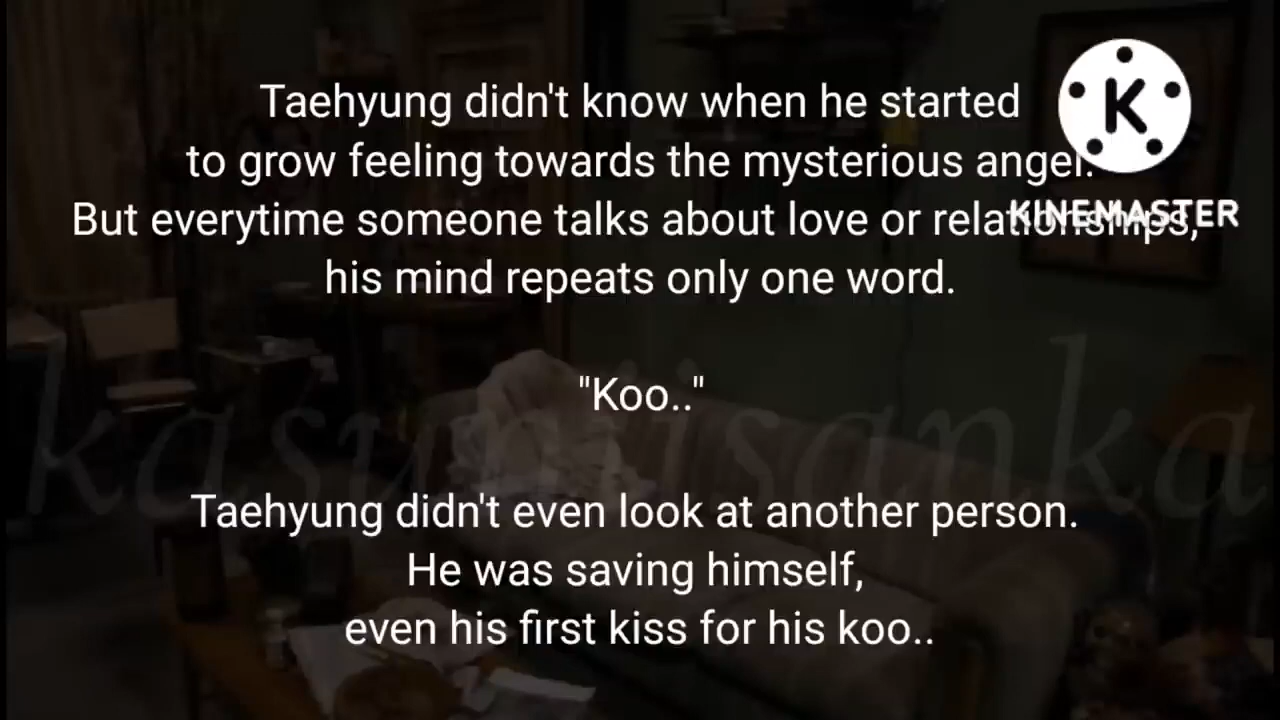 Taehyung didn't know when he started
to grow feeling towards the mysterious angel.
But everytime someone talks about love or relationships,
his mind repeats only one word.
"Koo.."
Taehyung didn't even look at another person.
He was saving himself,
even his first kiss for his koo..
K
KINEMASTER